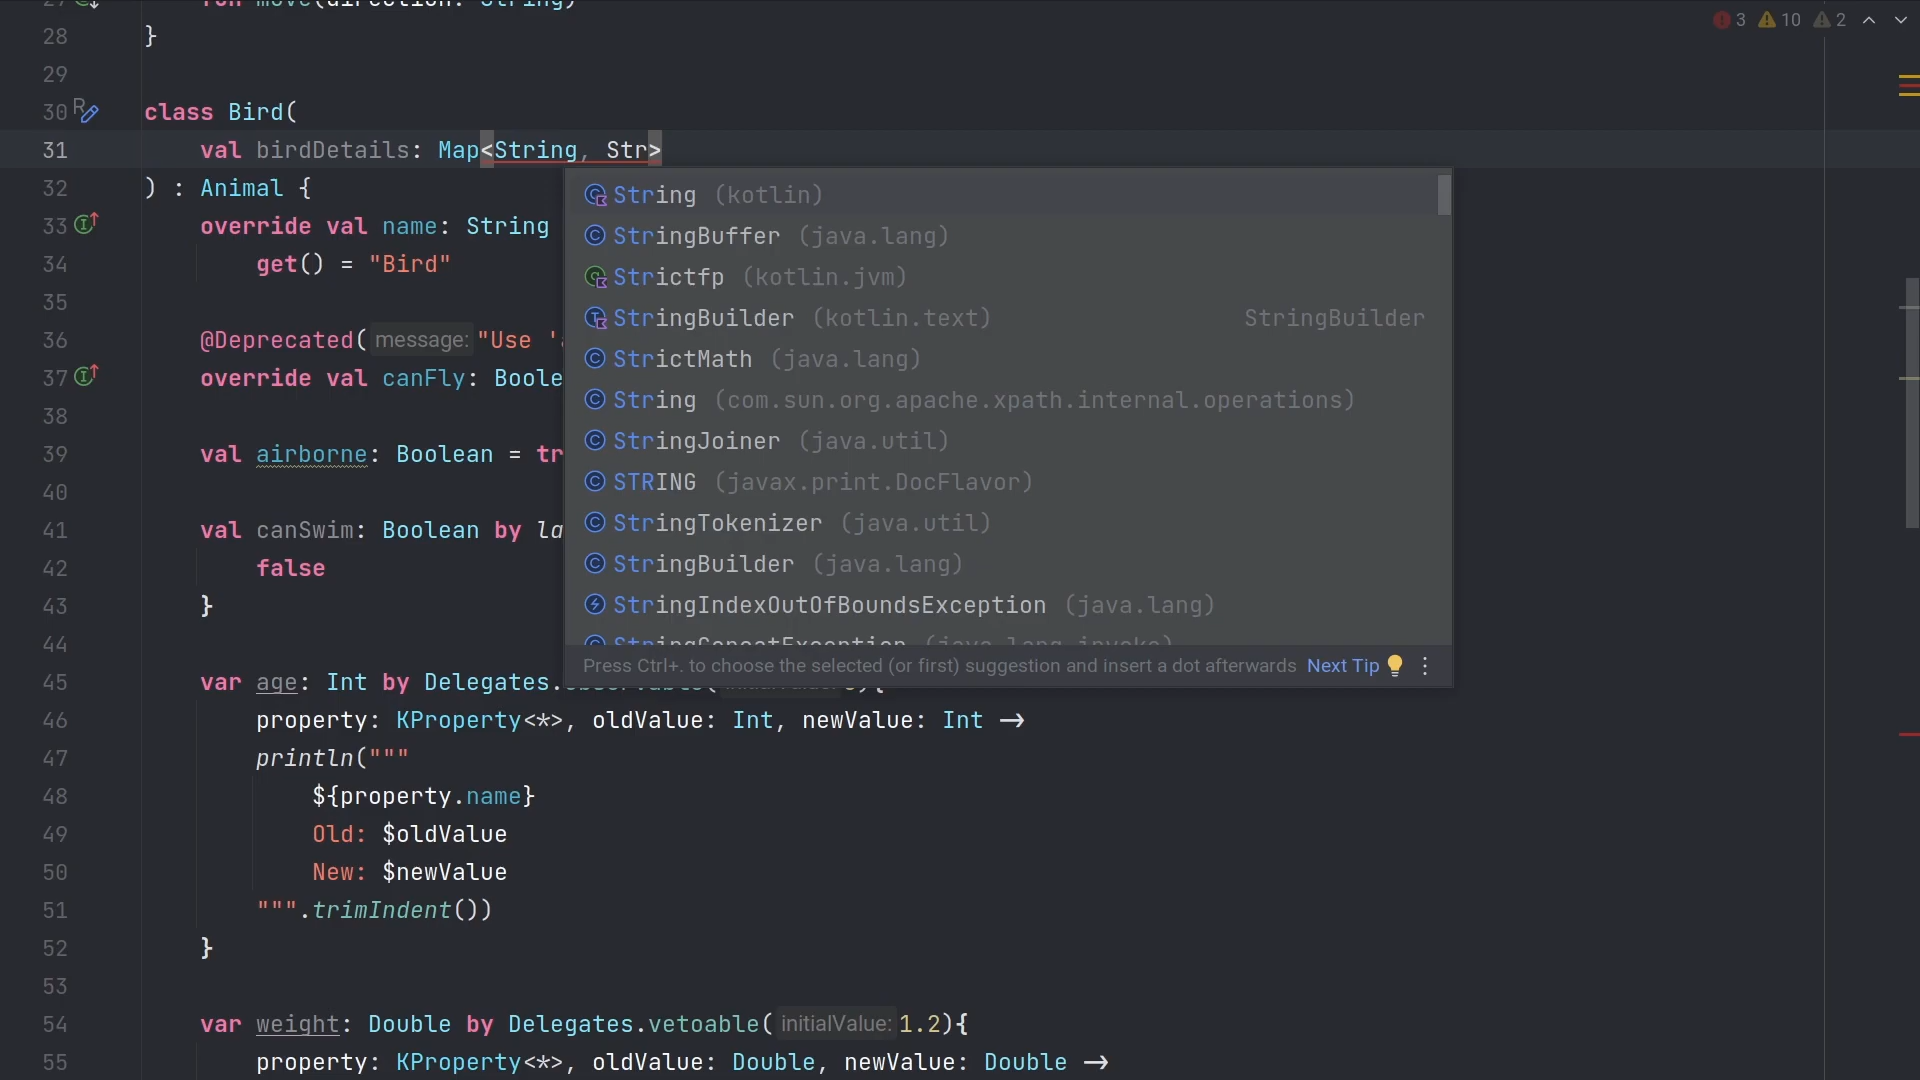 28 }
29
30 class Bird(
31 val birdDetails: Map<String, Str>
32 ) : Animal {
33 override val name: String
34 get() = "Bird"
35
36 @Deprecated( message: "Use '
37 override val canFly: Boole
38
39 val airborne: Boolean = tr
40
41 val canSwim: Boolean by la
42 false
43 }
44
45 var age: Int by Delegates.
46 property: KProperty<*>, oldValue: Int, newValue: Int →
47 println("""
48 ${property.name}
49 Old: $oldValue
50 New: $newValue
51 """.trimIndent())
52 }
53
54 var weight: Double by Delegates.vetoable( initialValue: 1.2){
55 property: KProperty<*>, oldValue: Double, newValue: Double →
3 10 2
String (kotlin)
StringBuffer (java.lang)
Strictfp (kotlin.jvm)
StringBuilder (kotlin.text) StringBuilder
StrictMath (java.lang)
String (com.sun.org.apache.xpath.internal.operations)
StringJoiner (java.util)
STRING (javax.print.DocFlavor)
StringTokenizer (java.util)
StringBuilder (java.lang)
StringIndexOutOfBoundsException (java.lang)
StringConcatException (java.lang.invoke)
Press Ctrl+. to choose the selected (or first) suggestion and insert a dot afterwards Next Tip